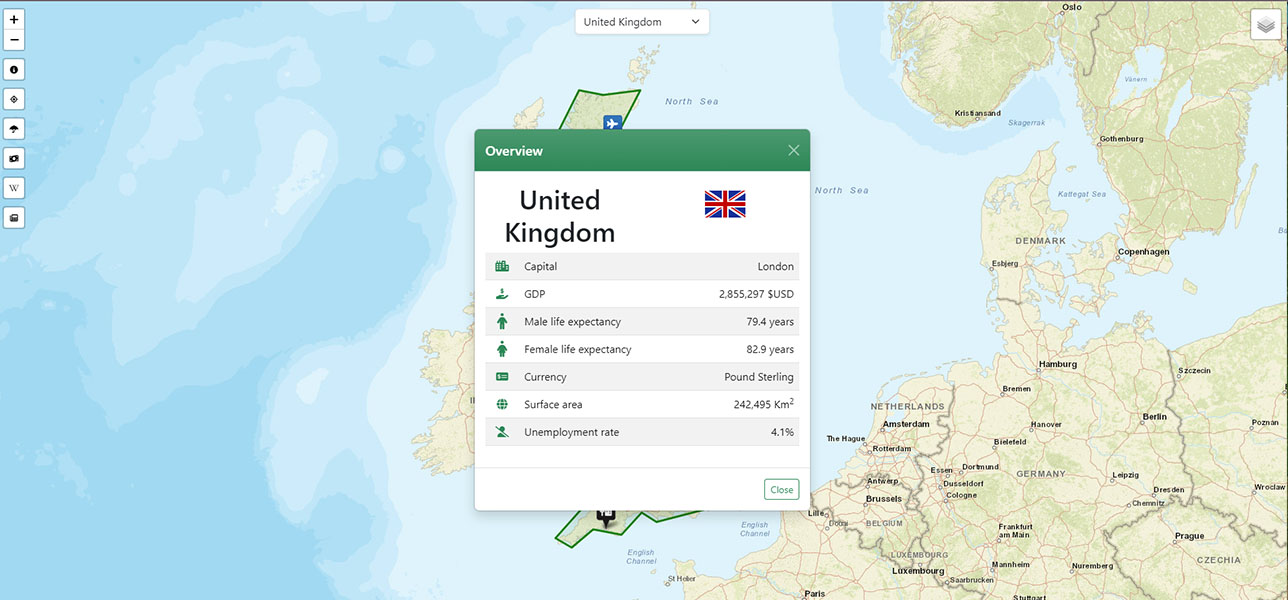 +
−
W
United Kingdom
Oslo
North Sea
Vänern
Kristiansand
Skagerrak
Gothenburg
Overview
North Sea
Kattegat Sea
United
Kingdom
DENMARK
Copenhagen
Esbjerg
Capital London
GDP 2,855,297 $USD
Male life expectancy 79.4 years
Female life expectancy 82.9 years
Currency Pound Sterling
Surface area 242,495 Km²
Unemployment rate 4.1%
Close
Hamburg
Szczecin
Bremen
NETHERLANDS
Amsterdam
Berlin
Hanover
Poznan
The Hague
Bielefeld
Rotterdam
Essen
Dortmund
GERMANY
Leipzig
Antwerp
Dusseldorf
Wroclaw
Cologne
Dresden
Brussels
Chemnitz
Lille
BELGIUM
English
Channel
Frankfurt
am Main
Prague
English
Channel
LUXEMBOURG
CZECHIA
Luxembourg
Mannheim
Nuremberg
St Helier
Saarbrucken
Paris
Stuttgart